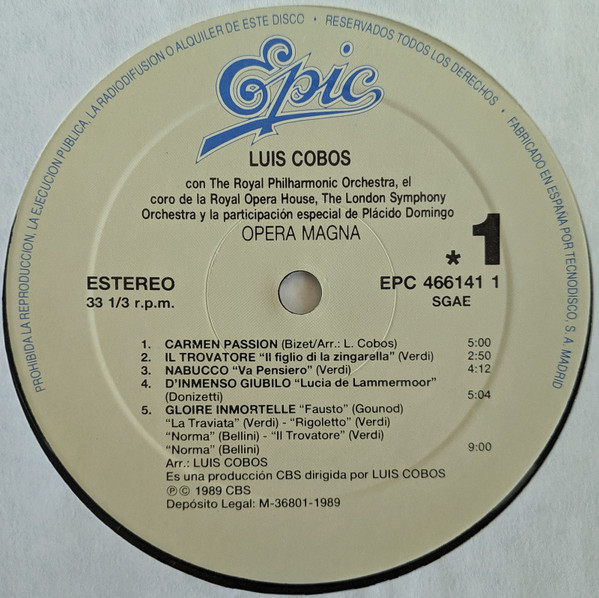 PROHIBIDA LA REPRODUCCION, LA EJECUCION PUBLICA, LA RADIODIFUSION O ALQUILER DE ESTE DISCO • RESERVADOS TODOS LOS DERECHOS • FABRICADO EN ESPAÑA POR TECNODISCO, S. A. MADRID
Epic
LUIS COBOS
con The Royal Philharmonic Orchestra, el
coro de la Royal Opera House, The London Symphony
Orchestra y la participación especial de Plácido Domingo
OPERA MAGNA
* 1
ESTEREO
33 1/3 r.p.m.
EPC 466141 1
SGAE
1. CARMEN PASSION (Bizet/Arr.: L. Cobos) 5:00
2. IL TROVATORE "Il figlio di la zingarella" (Verdi) 2:50
3. NABUCCO "Va Pensiero" (Verdi) 4:12
4. D'INMENSO GIUBILO "Lucia de Lammermoor"
(Donizetti) 5:04
5. GLOIRE INMORTELLE "Fausto" (Gounod)
"La Traviata" (Verdi) - "Rigoletto" (Verdi)
"Norma" (Bellini) - "Il Trovatore" (Verdi)
"Norma" (Bellini) 9:00
Arr.: LUIS COBOS
Es una producción CBS dirigida por LUIS COBOS
℗© 1989 CBS
Depósito Legal: M-36801-1989